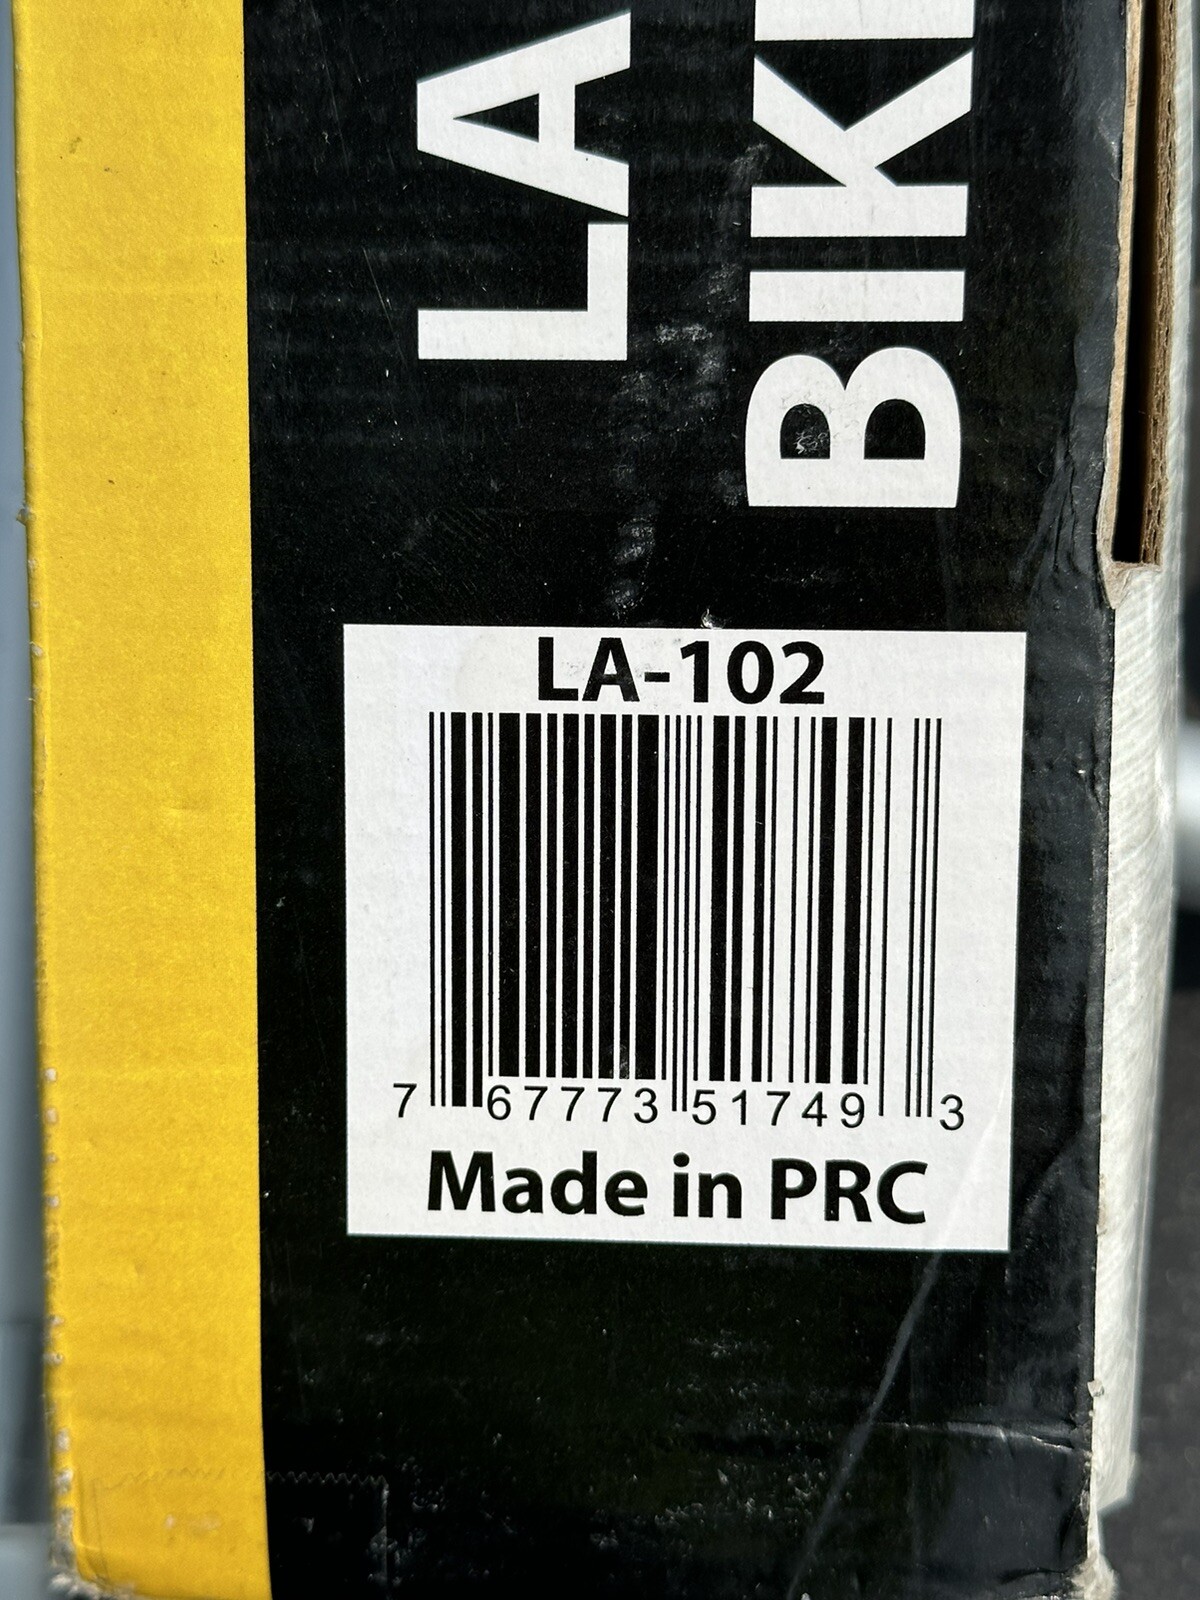 LA
BIK
LA-102
7 67773 51749 3
Made in PRC